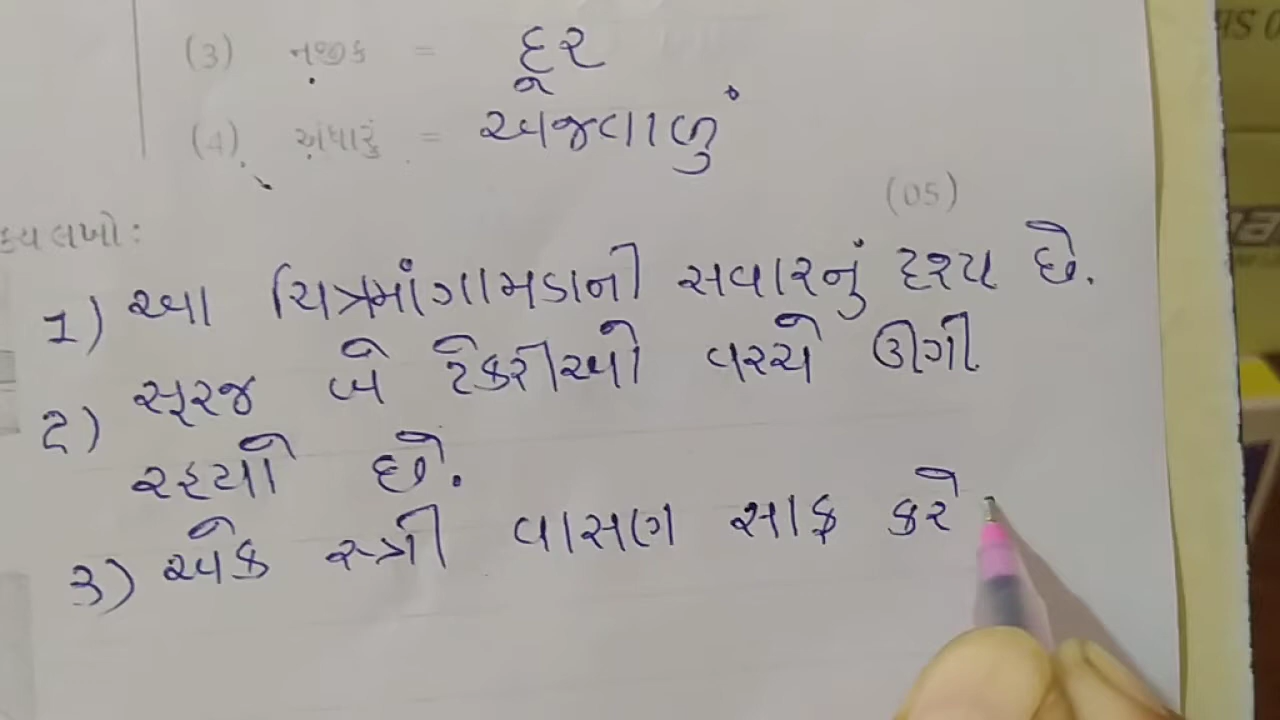 (3) નજીક = દૂર
(4) અંધારું = અજવાળું
(05)
લખો:
1) આ ચિત્રમાં ગામડાની સવારનું દૃશ્ય છે.
2) સૂરજ બે ટેકરીઓ વચ્ચે ઊગી
રહ્યો છે.
3) એક સ્ત્રી વાસણ સાફ કરે